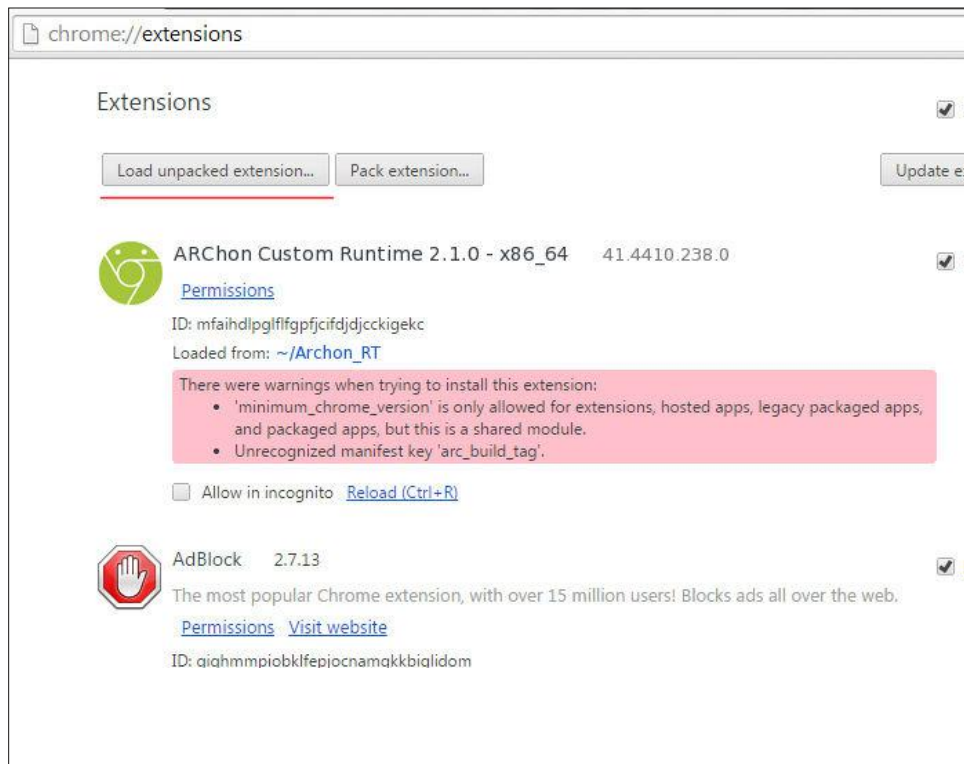 chrome://extensions
Extensions
Load unpacked extension... Pack extension... Update e
ARChon Custom Runtime 2.1.0 - x86_64 41.4410.238.0
Permissions
ID: mfaihdlpglflfgpfjcifdjdjcckigekc
Loaded from: ~/Archon_RT
There were warnings when trying to install this extension:
• 'minimum_chrome_version' is only allowed for extensions, hosted apps, legacy packaged apps,
and packaged apps, but this is a shared module.
• Unrecognized manifest key 'arc_build_tag'.
Allow in incognito Reload (Ctrl+R)
AdBlock 2.7.13
The most popular Chrome extension, with over 15 million users! Blocks ads all over the web.
Permissions Visit website
ID: gighmmpiobklfepjocnamgkkbiglidom